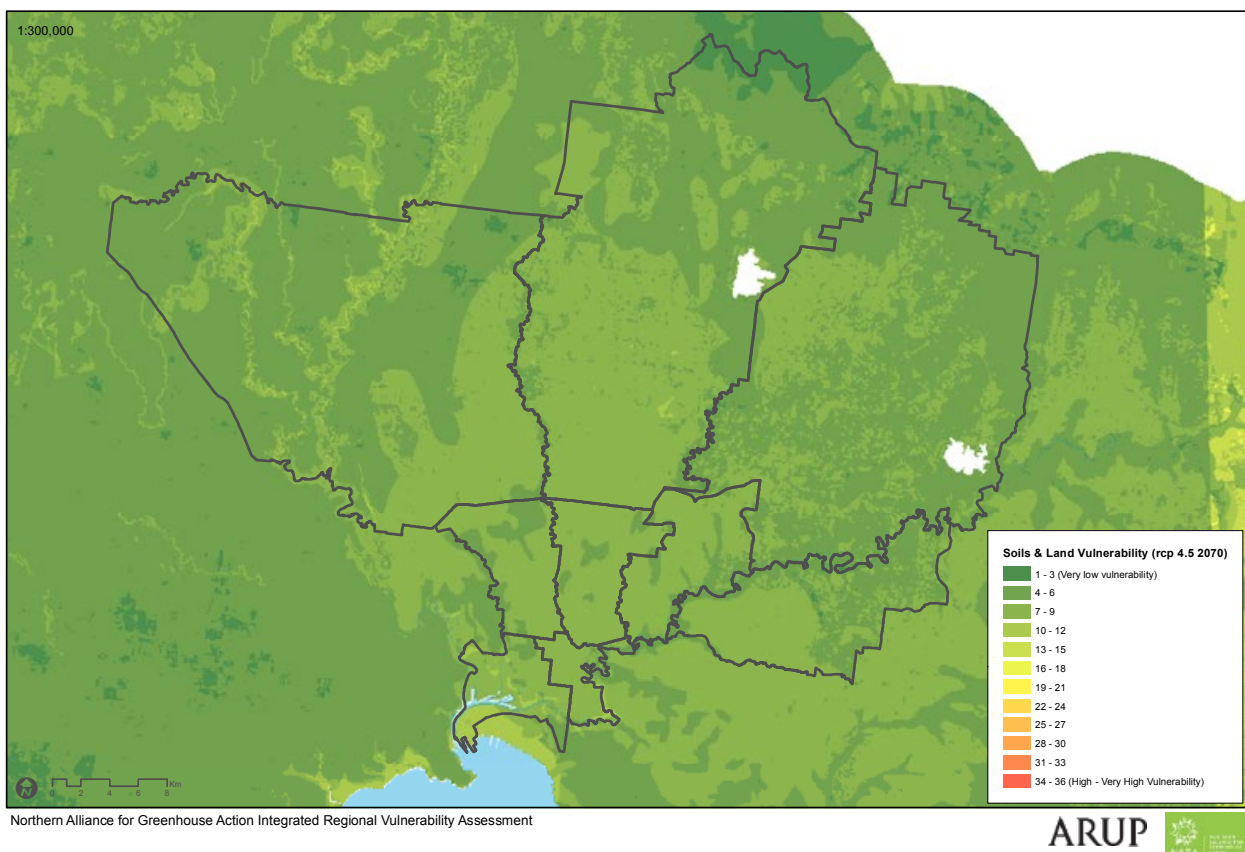 1:300,000
Soils & Land Vulnerability (rcp 4.5 2070)
1 - 3 (Very low vulnerability)
4 - 6
7 - 9
10 - 12
13 - 15
16 - 18
19 - 21
22 - 24
25 - 27
28 - 30
31 - 33
34 - 36 (High - Very High Vulnerability)
N
0 2 4 6 8 Km
Northern Alliance for Greenhouse Action Integrated Regional Vulnerability Assessment
ARUP